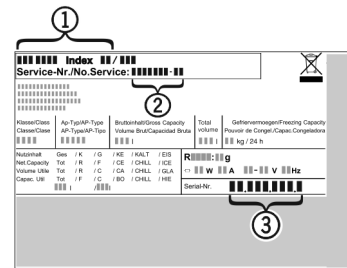 1
Index /
Service-Nr./No.Service: -
2
Klasse/Class Ap-Typ/AP-Type Bruttoinhalt/Gross Capacity Total Gefriervermoegen/Freezing Capacity
Classe/Clase AP-Type/AP-Tipo Volume Brut/Capacidad Bruta volume Pouvoir de Congel./Capac.Congeladora
l l kg / 24 h
Nutzinhalt Ges / K / G / KE / KALT / EIS R : g
Net.Capacity Tot / R / F / CE / CHILL / ICE
Volume Utile Tot / R / C / CA / CHILL / GLA W A - V Hz
Capac. Util Tot / F / C / BO / CHILL / HIE
l / l
Serial-Nr. . . .
3